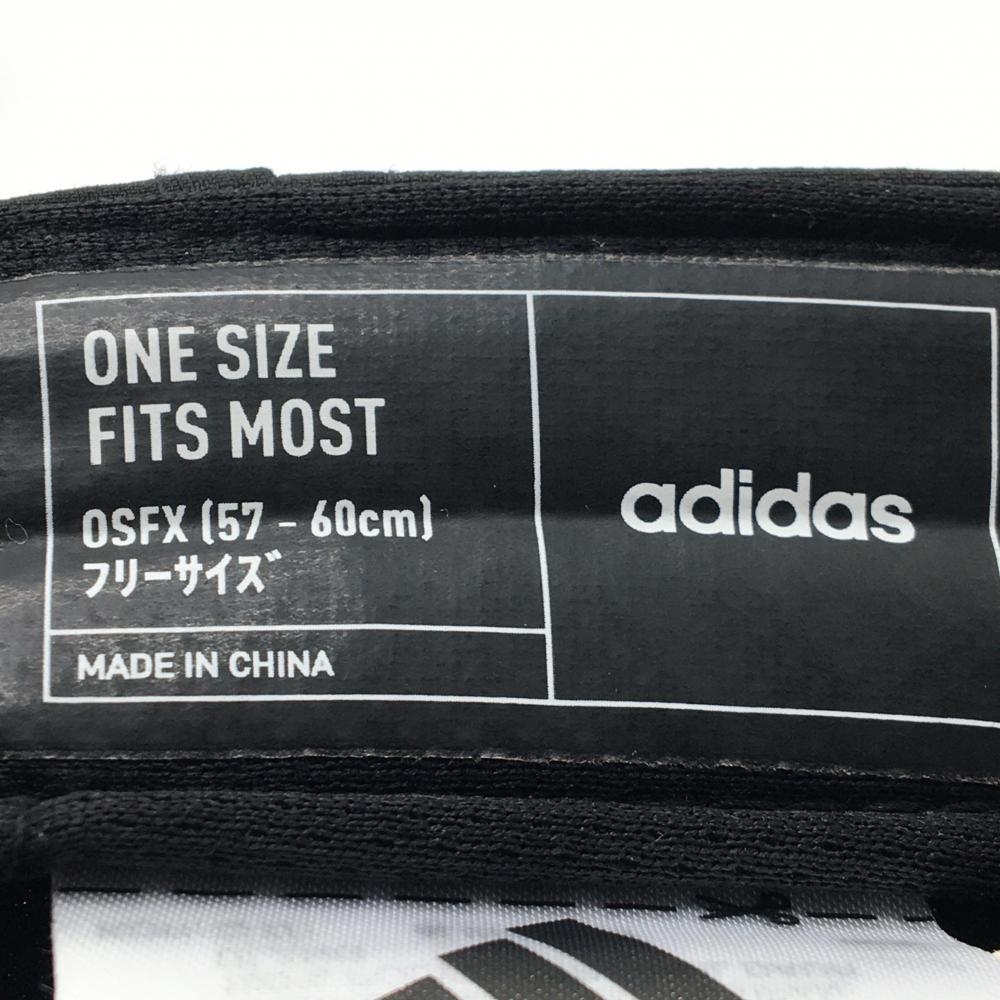 ONE SIZE
FITS MOST
OSFX (57 - 60cm)
フリーサイズ
MADE IN CHINA
adidas